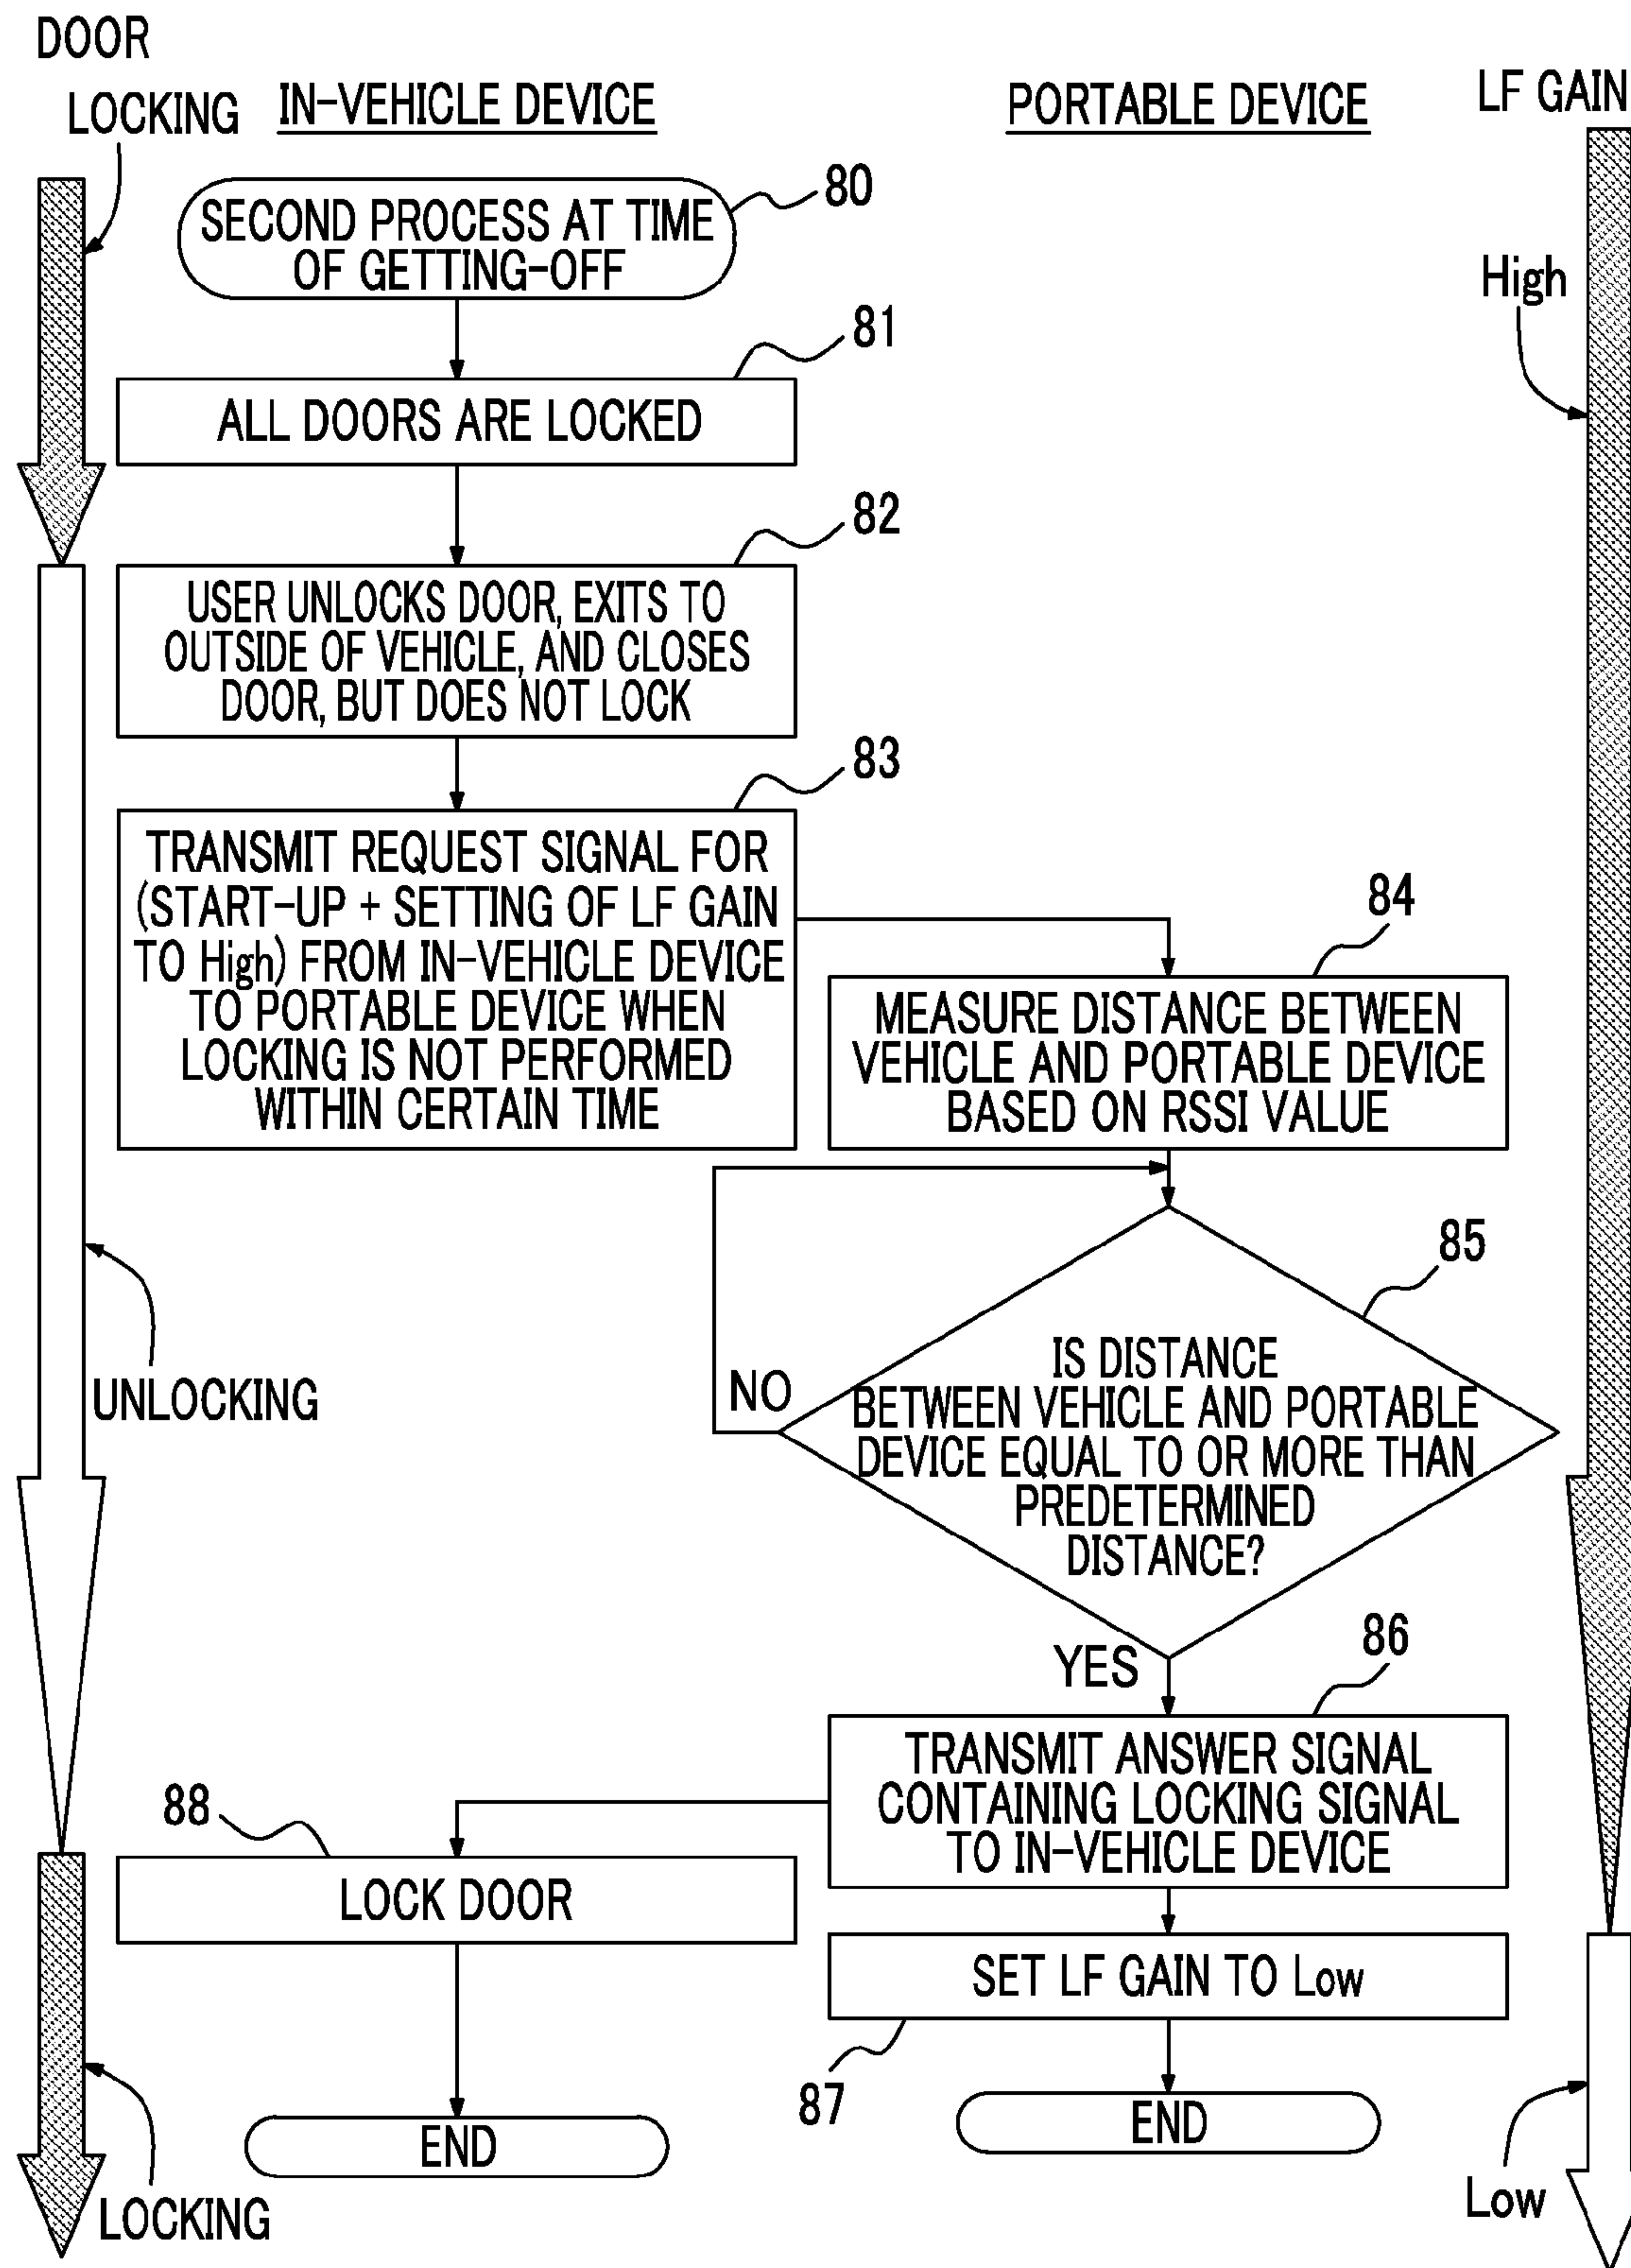 DOOR
LOCKING
IN-VEHICLE DEVICE
PORTABLE DEVICE
LF GAIN
80
SECOND PROCESS AT TIME
OF GETTING-OFF
High
81
ALL DOORS ARE LOCKED
82
USER UNLOCKS DOOR, EXITS TO
OUTSIDE OF VEHICLE, AND CLOSES
DOOR, BUT DOES NOT LOCK
83
TRANSMIT REQUEST SIGNAL FOR
(START-UP + SETTING OF LF GAIN
TO High) FROM IN-VEHICLE DEVICE
TO PORTABLE DEVICE WHEN
LOCKING IS NOT PERFORMED
WITHIN CERTAIN TIME
84
MEASURE DISTANCE BETWEEN
VEHICLE AND PORTABLE DEVICE
BASED ON RSSI VALUE
85
IS DISTANCE
BETWEEN VEHICLE AND PORTABLE
DEVICE EQUAL TO OR MORE THAN
PREDETERMINED
DISTANCE?
NO
UNLOCKING
YES
86
TRANSMIT ANSWER SIGNAL
CONTAINING LOCKING SIGNAL
TO IN-VEHICLE DEVICE
88
LOCK DOOR
SET LF GAIN TO Low
87
END
END
LOCKING
Low